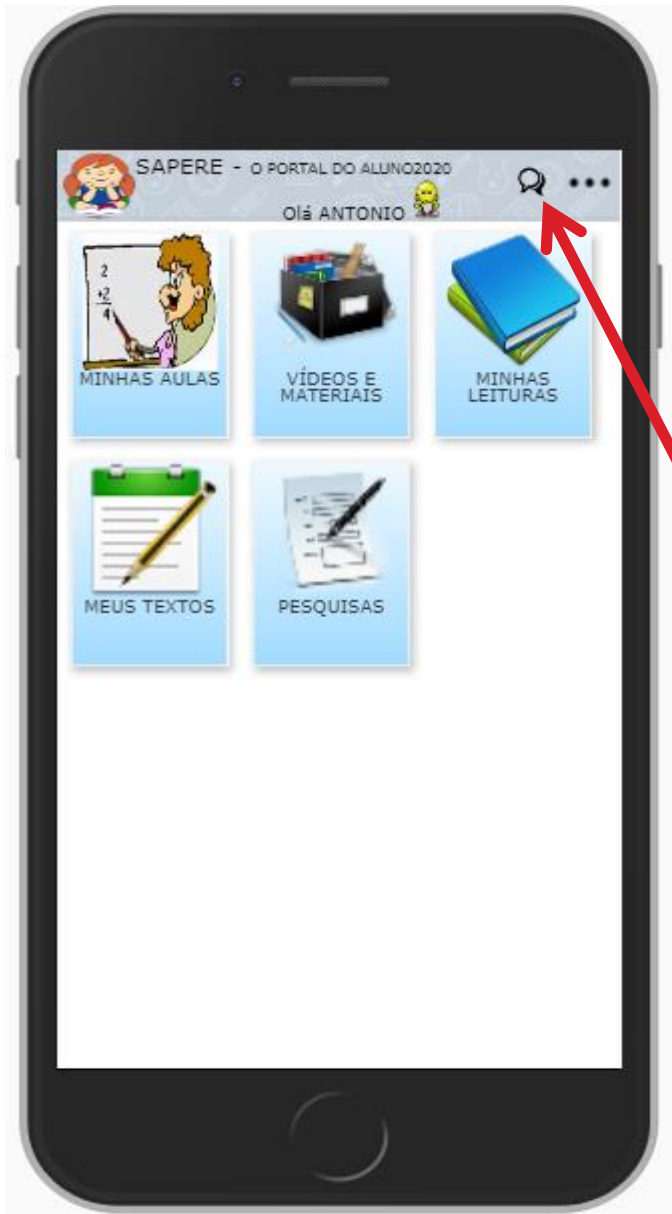 SAPERE - O PORTAL DO ALUNO2020
Olá ANTONIO
2
+2
4
MINHAS AULAS
VÍDEOS E
MATERIAIS
MINHAS
LEITURAS
MEUS TEXTOS
PESQUISAS